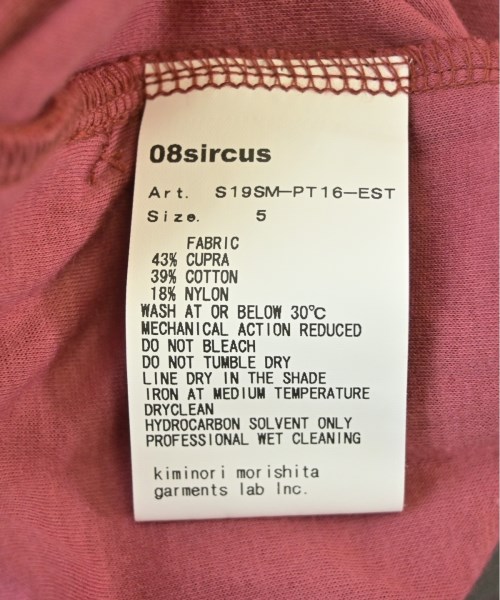 08sircus
Art. S19SM-PT16-EST
Size. 5
FABRIC
43% CUPRA
39% COTTON
18% NYLON
WASH AT OR BELOW 30℃
MECHANICAL ACTION REDUCED
DO NOT BLEACH
DO NOT TUMBLE DRY
LINE DRY IN THE SHADE
IRON AT MEDIUM TEMPERATURE
DRYCLEAN
HYDROCARBON SOLVENT ONLY
PROFESSIONAL WET CLEANING
kiminori morishita
garments lab Inc.